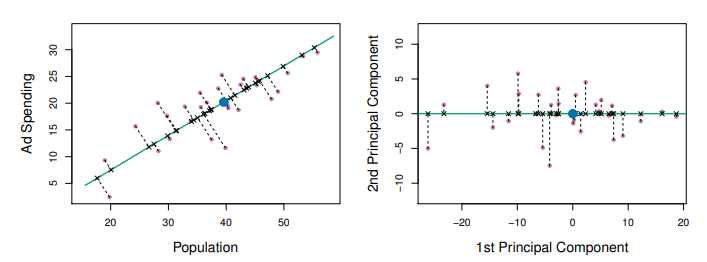 Ad Spending
5 10 15 20 25 30
20 30 40 50
Population
2nd Principal Component
−10 −5 0 5 10
−20 −10 0 10 20
1st Principal Component